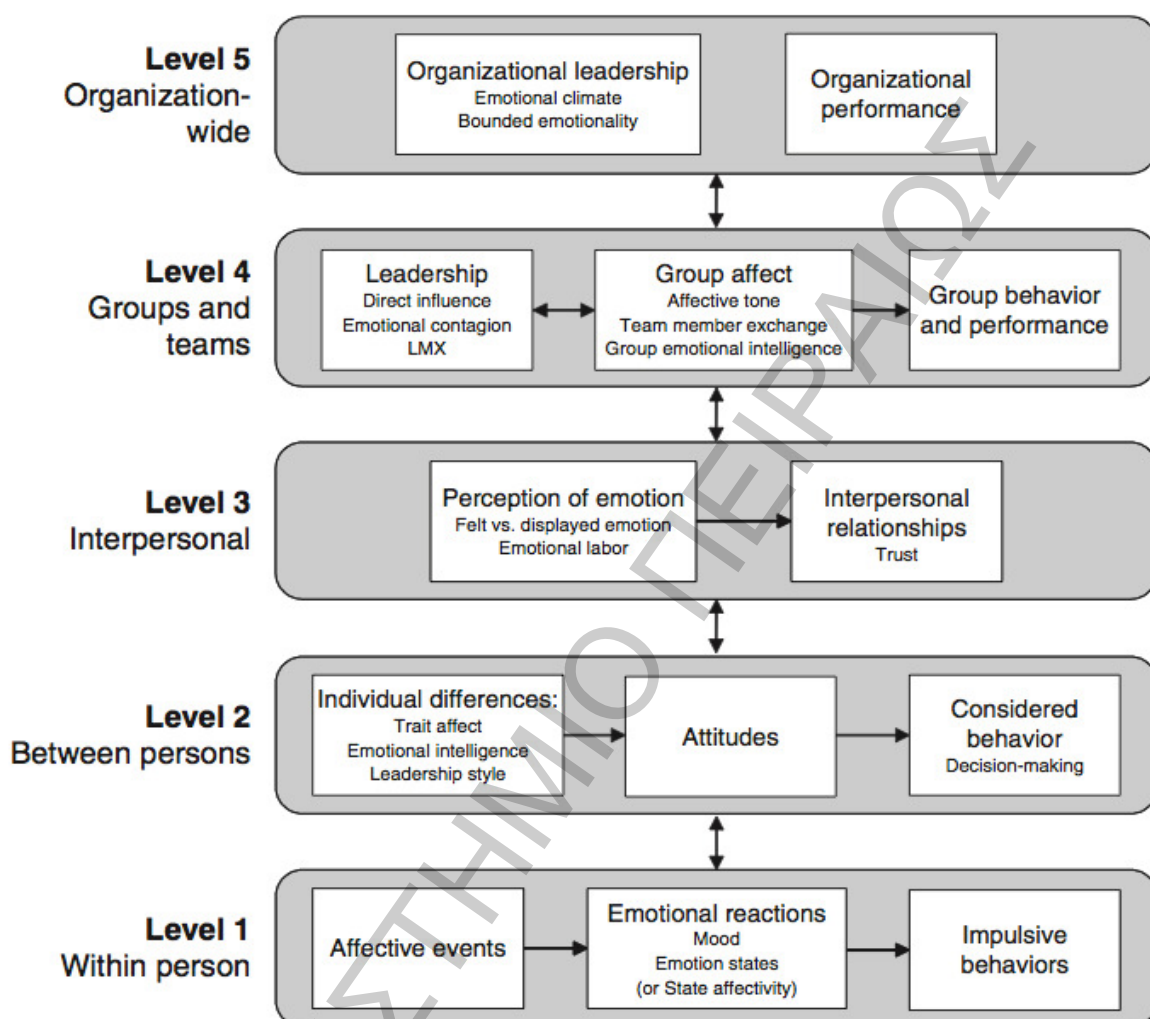 Level 5
Organization-
wide
Organizational leadership
Emotional climate
Bounded emotionality
Organizational
performance
Level 4
Groups and
teams
Leadership
Direct influence
Emotional contagion
LMX
Group affect
Affective tone
Team member exchange
Group emotional intelligence
Group behavior
and performance
Level 3
Interpersonal
Perception of emotion
Felt vs. displayed emotion
Emotional labor
Interpersonal
relationships
Trust
Level 2
Between persons
Individual differences:
Trait affect
Emotional intelligence
Leadership style
Attitudes
Considered
behavior
Decision-making
Level 1
Within person
Affective events
Emotional reactions
Mood
Emotion states
(or State affectivity)
Impulsive
behaviors
ΣΤΗΜΙΟ ΠΕΙΡΑΙΩΣ